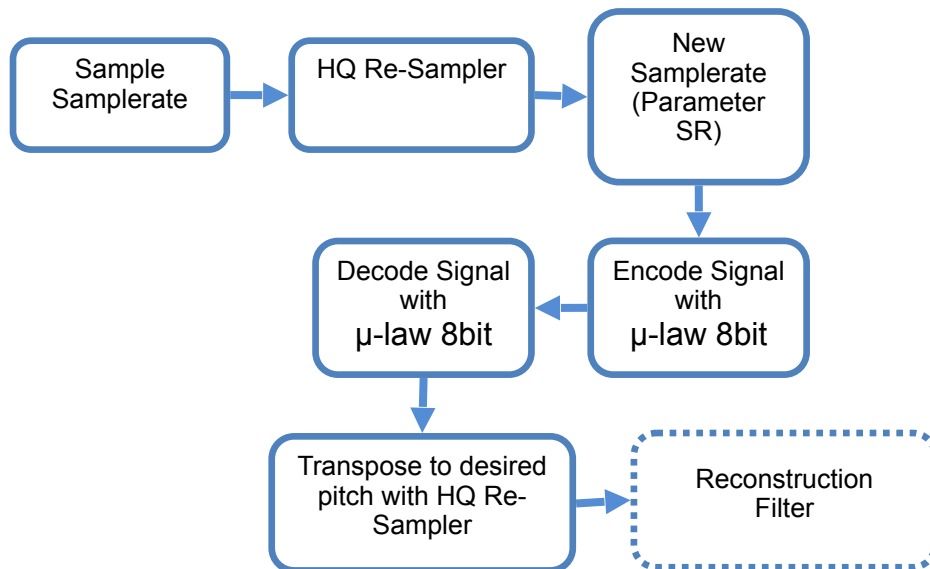 Sample
Samplerate
HQ Re-Sampler
New
Samplerate
(Parameter
SR)
Encode Signal
with
µ-law 8bit
Decode Signal
with
µ-law 8bit
Transpose to desired
pitch with HQ Re-
Sampler
Reconstruction
Filter